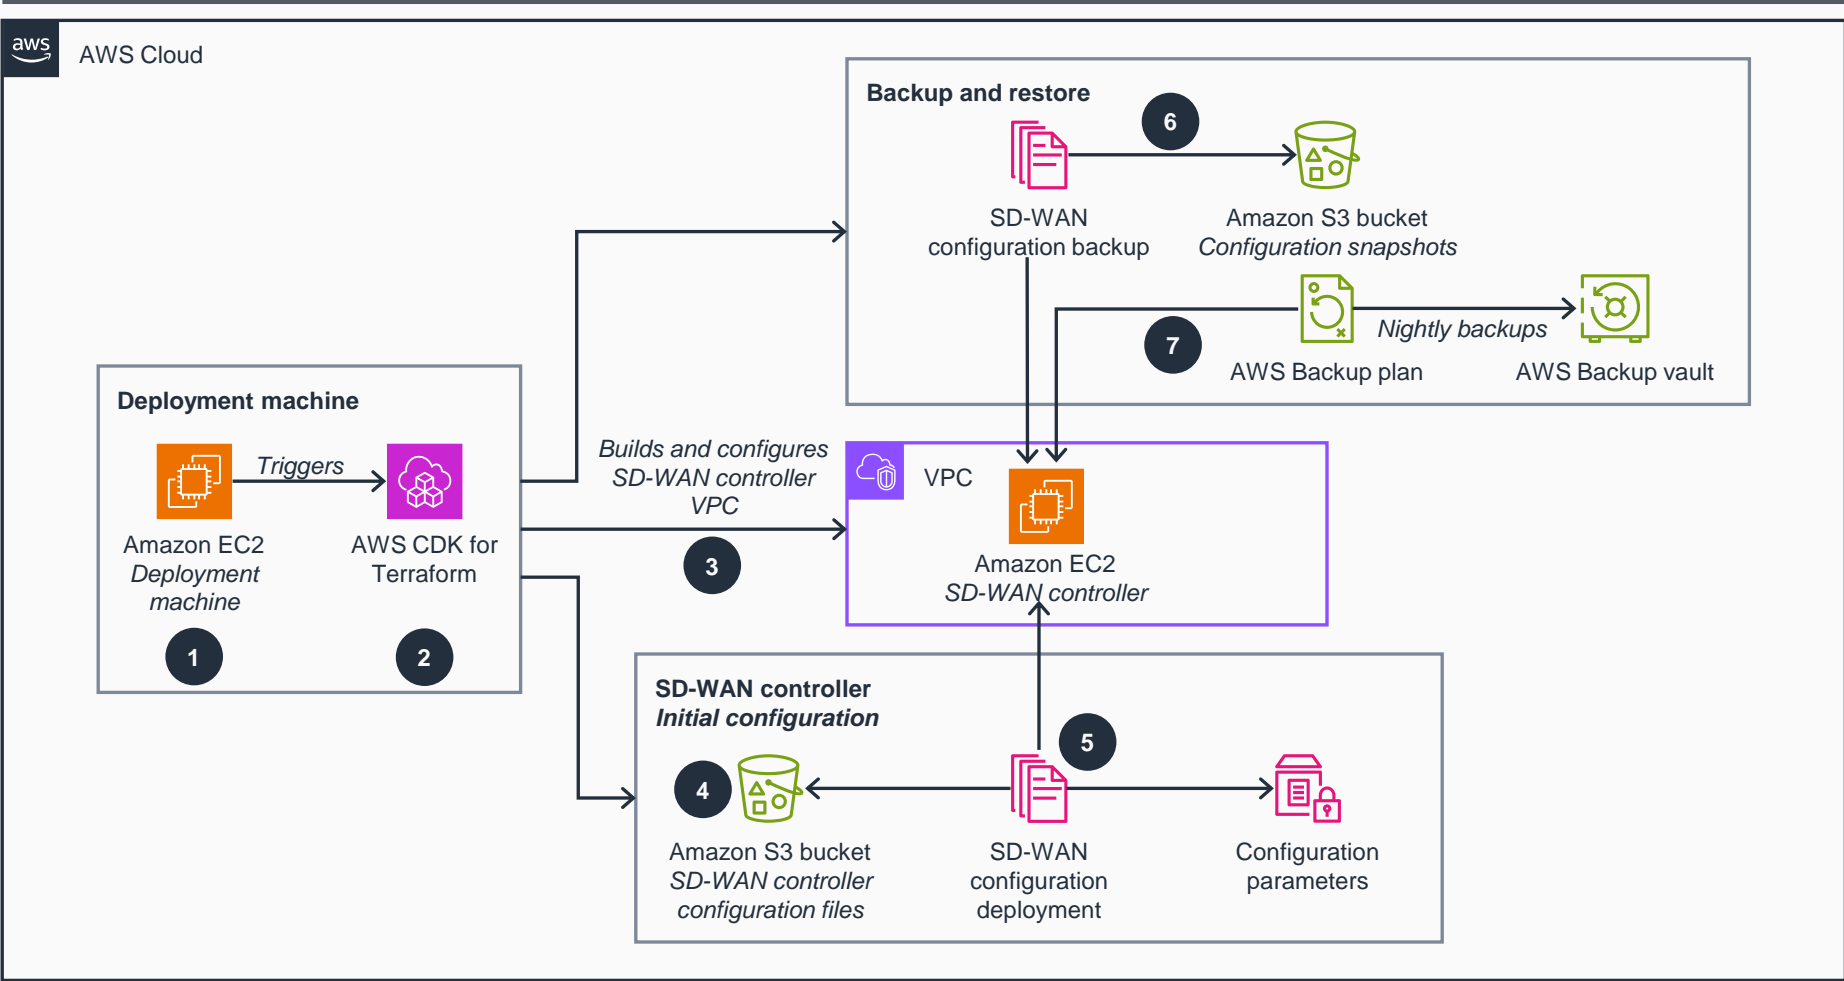 aws
AWS Cloud
Backup and restore
6
SD-WAN
configuration backup
Amazon S3 bucket
Configuration snapshots
7
Nightly backups
AWS Backup plan
AWS Backup vault
Deployment machine
Triggers
Amazon EC2
Deployment
machine
AWS CDK for
Terraform
1
2
Builds and configures
SD-WAN controller
VPC
3
VPC
Amazon EC2
SD-WAN controller
SD-WAN controller
Initial configuration
4
5
Amazon S3 bucket
SD-WAN controller
configuration files
SD-WAN
configuration
deployment
Configuration
parameters